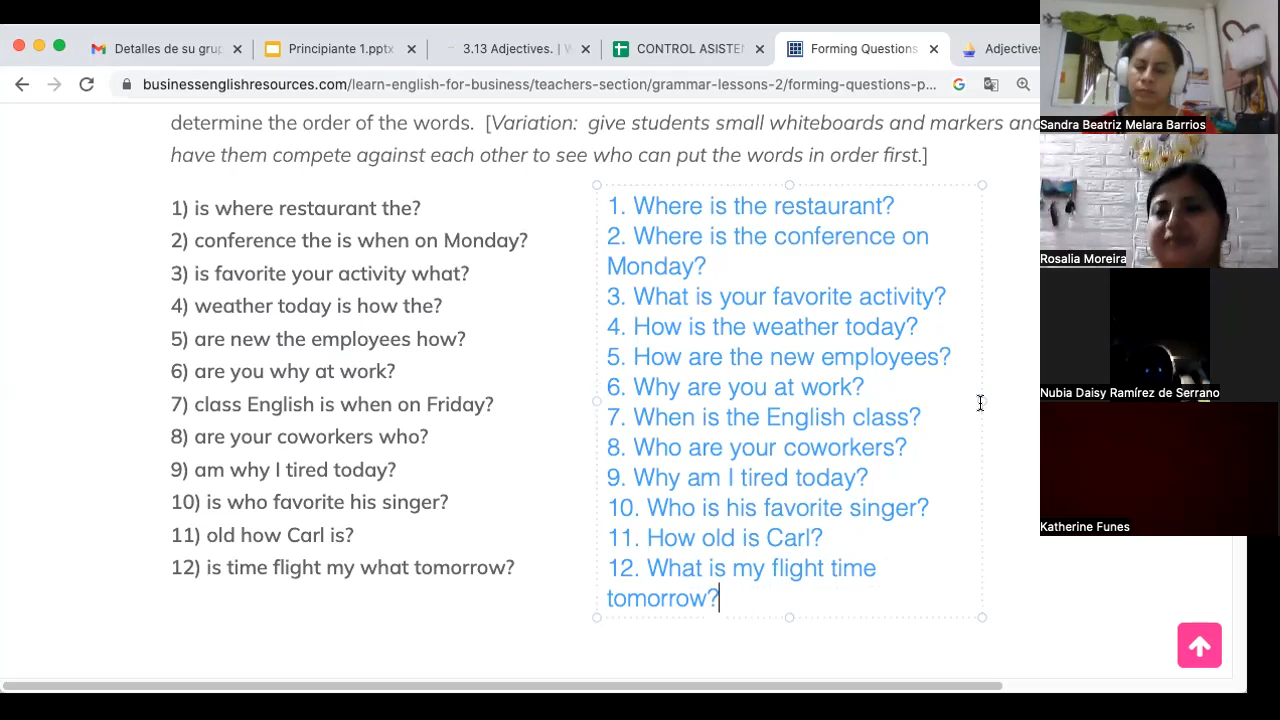 Detalles de su gru
Principiante 1.pptx
3.13 Adjectives. | W
CONTROL ASISTEN
Forming Questions
Adjectives
businessenglishresources.com/learn-english-for-business/teachers-section/grammar-lessons-2/forming-questions-p...
determine the order of the words. [Variation: give students small whiteboards and markers and
have them compete against each other to see who can put the words in order first.]
1) is where restaurant the?
2) conference the is when on Monday?
3) is favorite your activity what?
4) weather today is how the?
5) are new the employees how?
6) are you why at work?
7) class English is when on Friday?
8) are your coworkers who?
9) am why I tired today?
10) is who favorite his singer?
11) old how Carl is?
12) is time flight my what tomorrow?
1. Where is the restaurant?
2. Where is the conference on
Monday?
3. What is your favorite activity?
4. How is the weather today?
5. How are the new employees?
6. Why are you at work?
7. When is the English class?
8. Who are your coworkers?
9. Why am I tired today?
10. Who is his favorite singer?
11. How old is Carl?
12. What is my flight time
tomorrow?
Sandra Beatriz Melara Barrios
Rosalia Moreira
Nubia Daisy Ramírez de Serrano
Katherine Funes